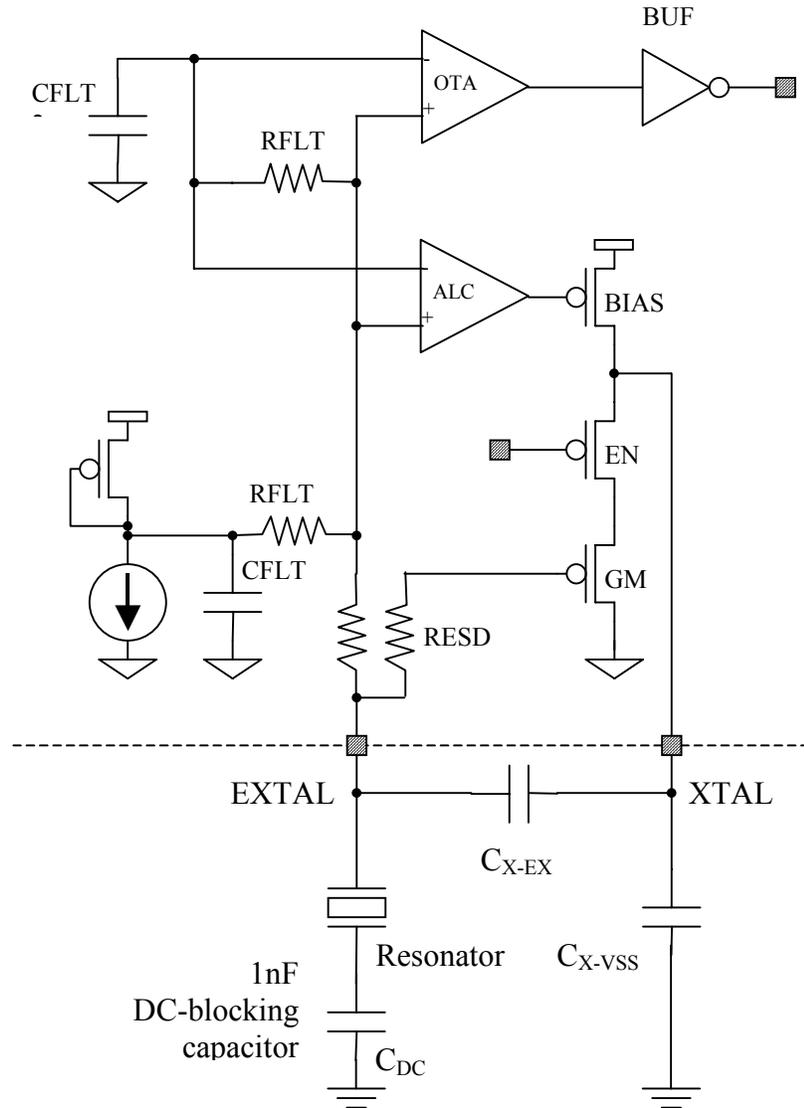 BUF
CFLT
-
OTA
+
RFLT
-
ALC
+
BIAS
EN
RFLT
CFLT
GM
RESD
EXTAL
XTAL
CX-EX
Resonator
CX-VSS
1nF
DC-blocking
capacitor
CDC